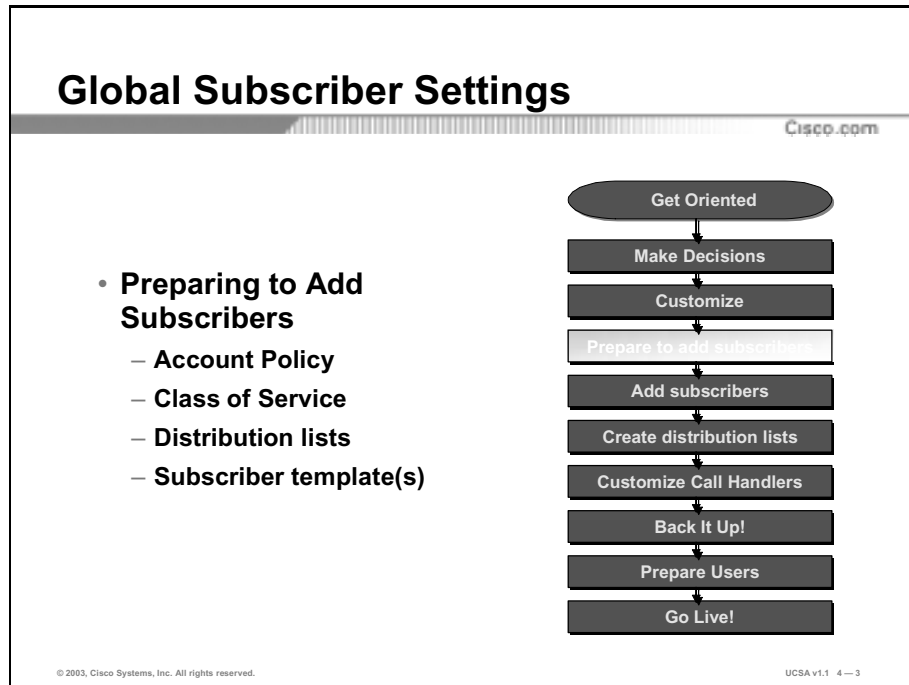 Global Subscriber Settings
Cisco.com
• Preparing to Add
Subscribers
– Account Policy
– Class of Service
– Distribution lists
– Subscriber template(s)
Get Oriented
Make Decisions
Customize
Prepare to add subscribers
Add subscribers
Create distribution lists
Customize Call Handlers
Back It Up!
Prepare Users
Go Live!
© 2003, Cisco Systems, Inc. All rights reserved.
UCSA v1.1 4 — 3